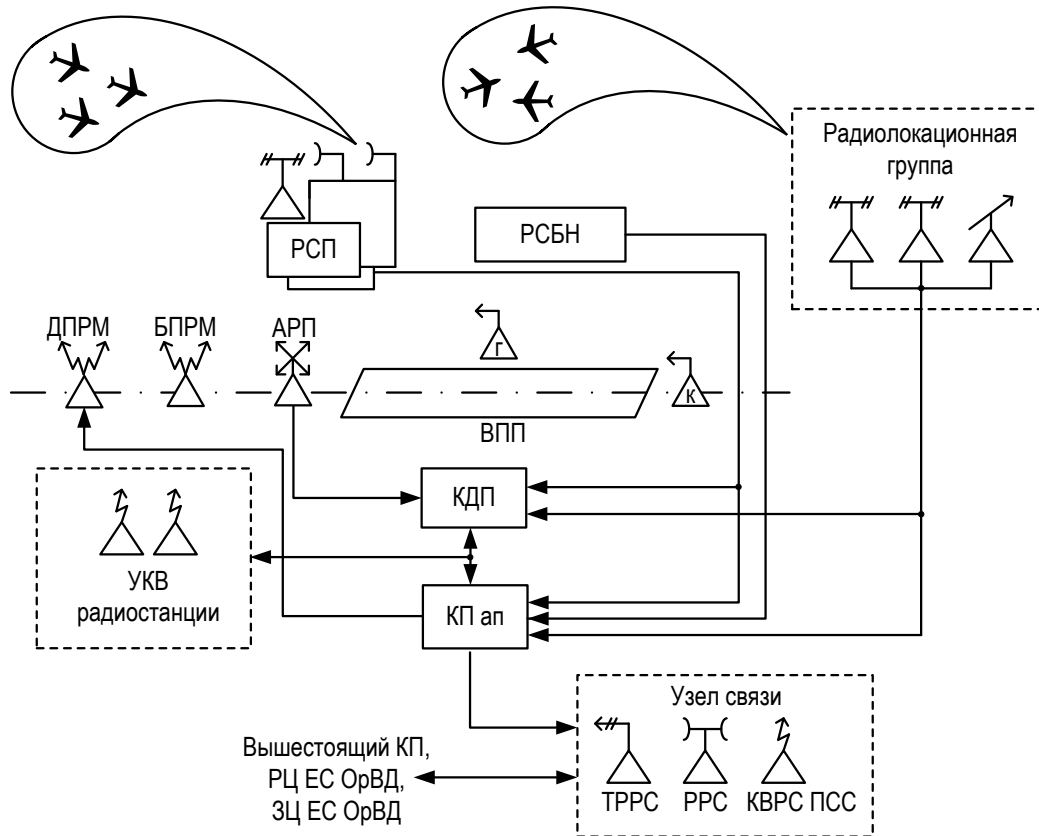 Радиолокационная
группа
РСП
РСБН
ДПРМ
БПРМ
АРП
г
к
ВПП
КДП
УКВ
радиостанции
КП ап
Узел связи
Вышестоящий КП,
РЦ ЕС ОрВД,
ЗЦ ЕС ОрВД
ТРРС
РРС
КВРС ПСС